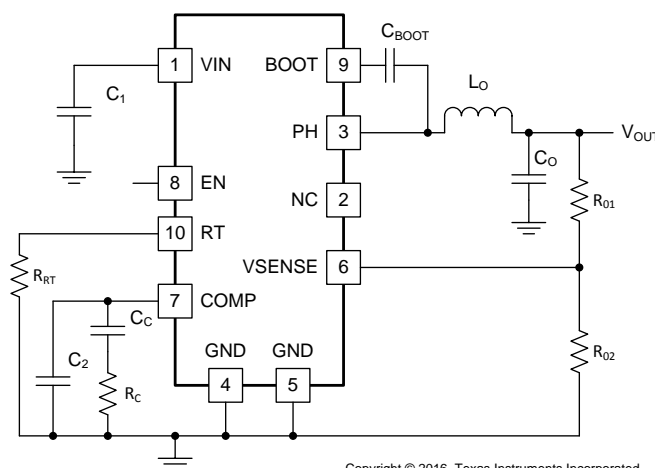 C1
1 VIN
BOOT 9
CBOOT
LO
PH 3
VOUT
CO
8 EN
NC 2
R01
10 RT
VSENSE 6
RRT
7 COMP
CC
C2
RC
GND GND
4 5
R02
Copyright © 2016, Texas Instruments Incorporated